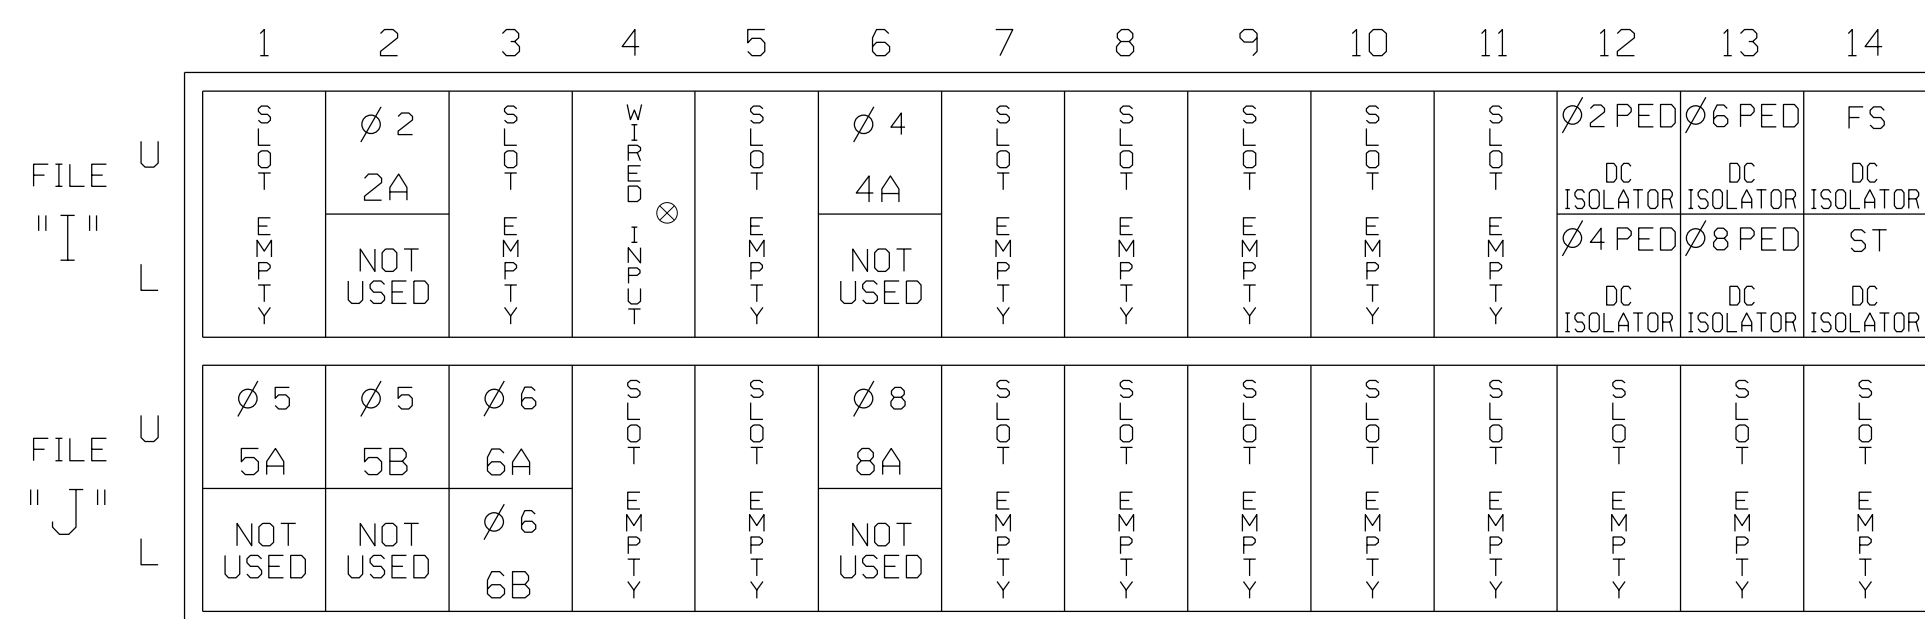 1 2 3 4 5 6 7 8 9 10 11 12 13 14
FILE
"I"
U
L
SLOT EMPTY
Ø 2
2A
NOT
USED
SLOT EMPTY
WIRED INPUT
SLOT EMPTY
Ø 4
4A
NOT
USED
SLOT EMPTY
SLOT EMPTY
SLOT EMPTY
SLOT EMPTY
SLOT EMPTY
Ø2 PED
DC
ISOLATOR
Ø4 PED
DC
ISOLATOR
Ø6 PED
DC
ISOLATOR
Ø8 PED
DC
ISOLATOR
FS
DC
ISOLATOR
ST
DC
ISOLATOR
FILE
"J"
U
L
Ø 5
5A
NOT
USED
Ø 5
5B
NOT
USED
Ø 6
6A
Ø 6
6B
SLOT EMPTY
SLOT EMPTY
Ø 8
8A
NOT
USED
SLOT EMPTY
SLOT EMPTY
SLOT EMPTY
SLOT EMPTY
SLOT EMPTY
SLOT EMPTY
SLOT EMPTY
SLOT EMPTY